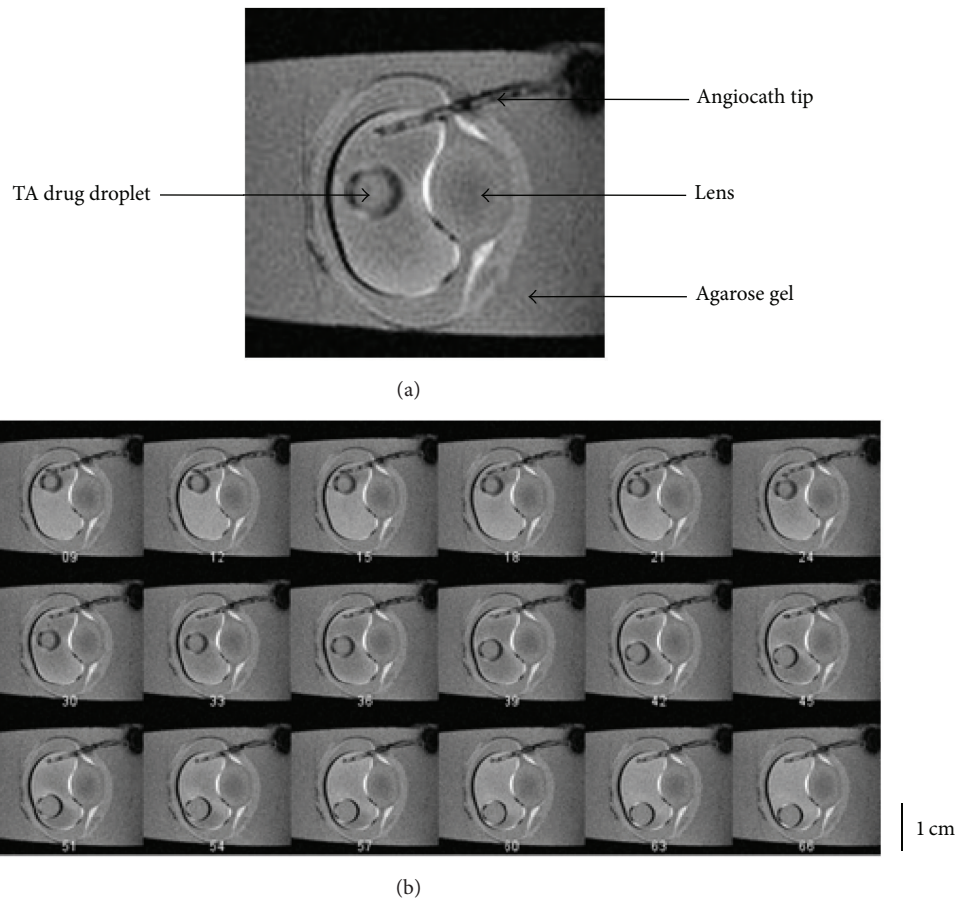 Angiocath tip
TA drug droplet
Lens
Agarose gel
(a)
09 12 15 18 21 24
30 33 36 39 42 45
51 54 57 60 63 66
1 cm
(b)